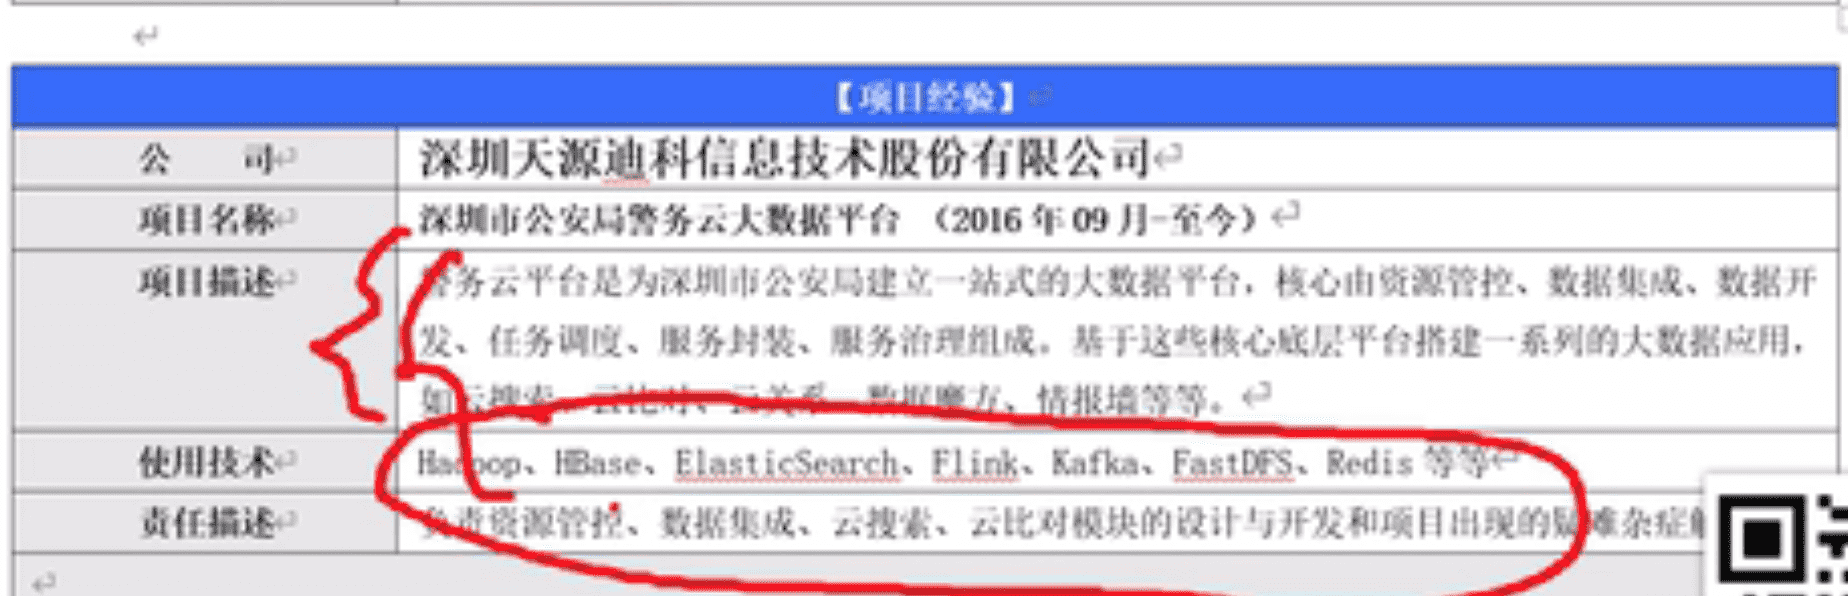 【项目经验】
公 司 深圳天源迪科信息技术股份有限公司
项目名称 深圳市公安局警务云大数据平台 （2016 年 09 月-至今）
项目描述 警务云平台是为深圳市公安局建立一站式的大数据平台，核心由资源管控、数据集成、数据开
发、任务调度、服务封装、服务治理组成。基于这些核心底层平台搭建一系列的大数据应用，
如云搜索、云比对、云关系、数据魔方、情报墙等等。
使用技术 Hadoop、HBase、ElasticSearch、Flink、Kafka、FastDFS、Redis 等等
责任描述 负责资源管控、数据集成、云搜索、云比对模块的设计与开发和项目出现的疑难杂症